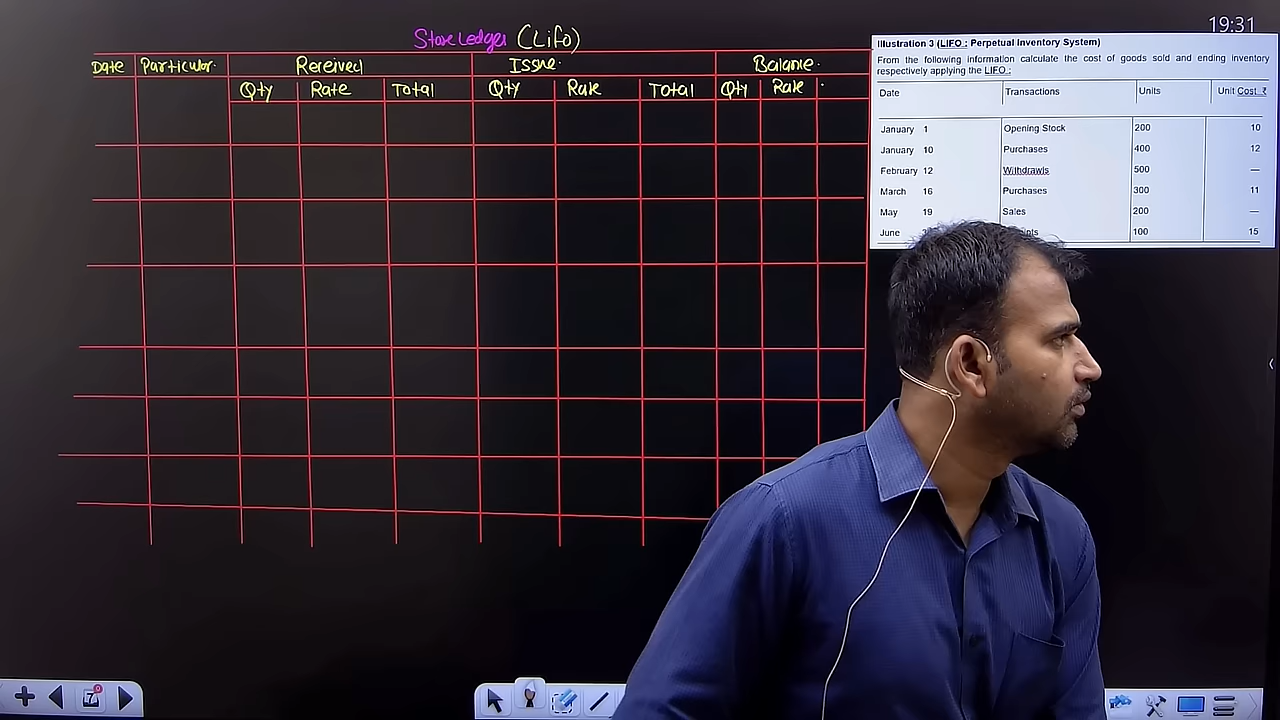 19:31
Store Ledger (Lifo)
Date Particular Received Issue Balance
Qty Rate Total Qty Rate Total Qty Rate
Illustration 3 (LIFO : Perpetual Inventory System)
From the following information calculate the cost of goods sold and ending inventory
respectively applying the LIFO :
Date Transactions Units Unit Cost ₹
January 1 Opening Stock 200 10
January 10 Purchases 400 12
February 12 Withdrawls 500 —
March 16 Purchases 300 11
May 19 Sales 200 —
June 100 15
7